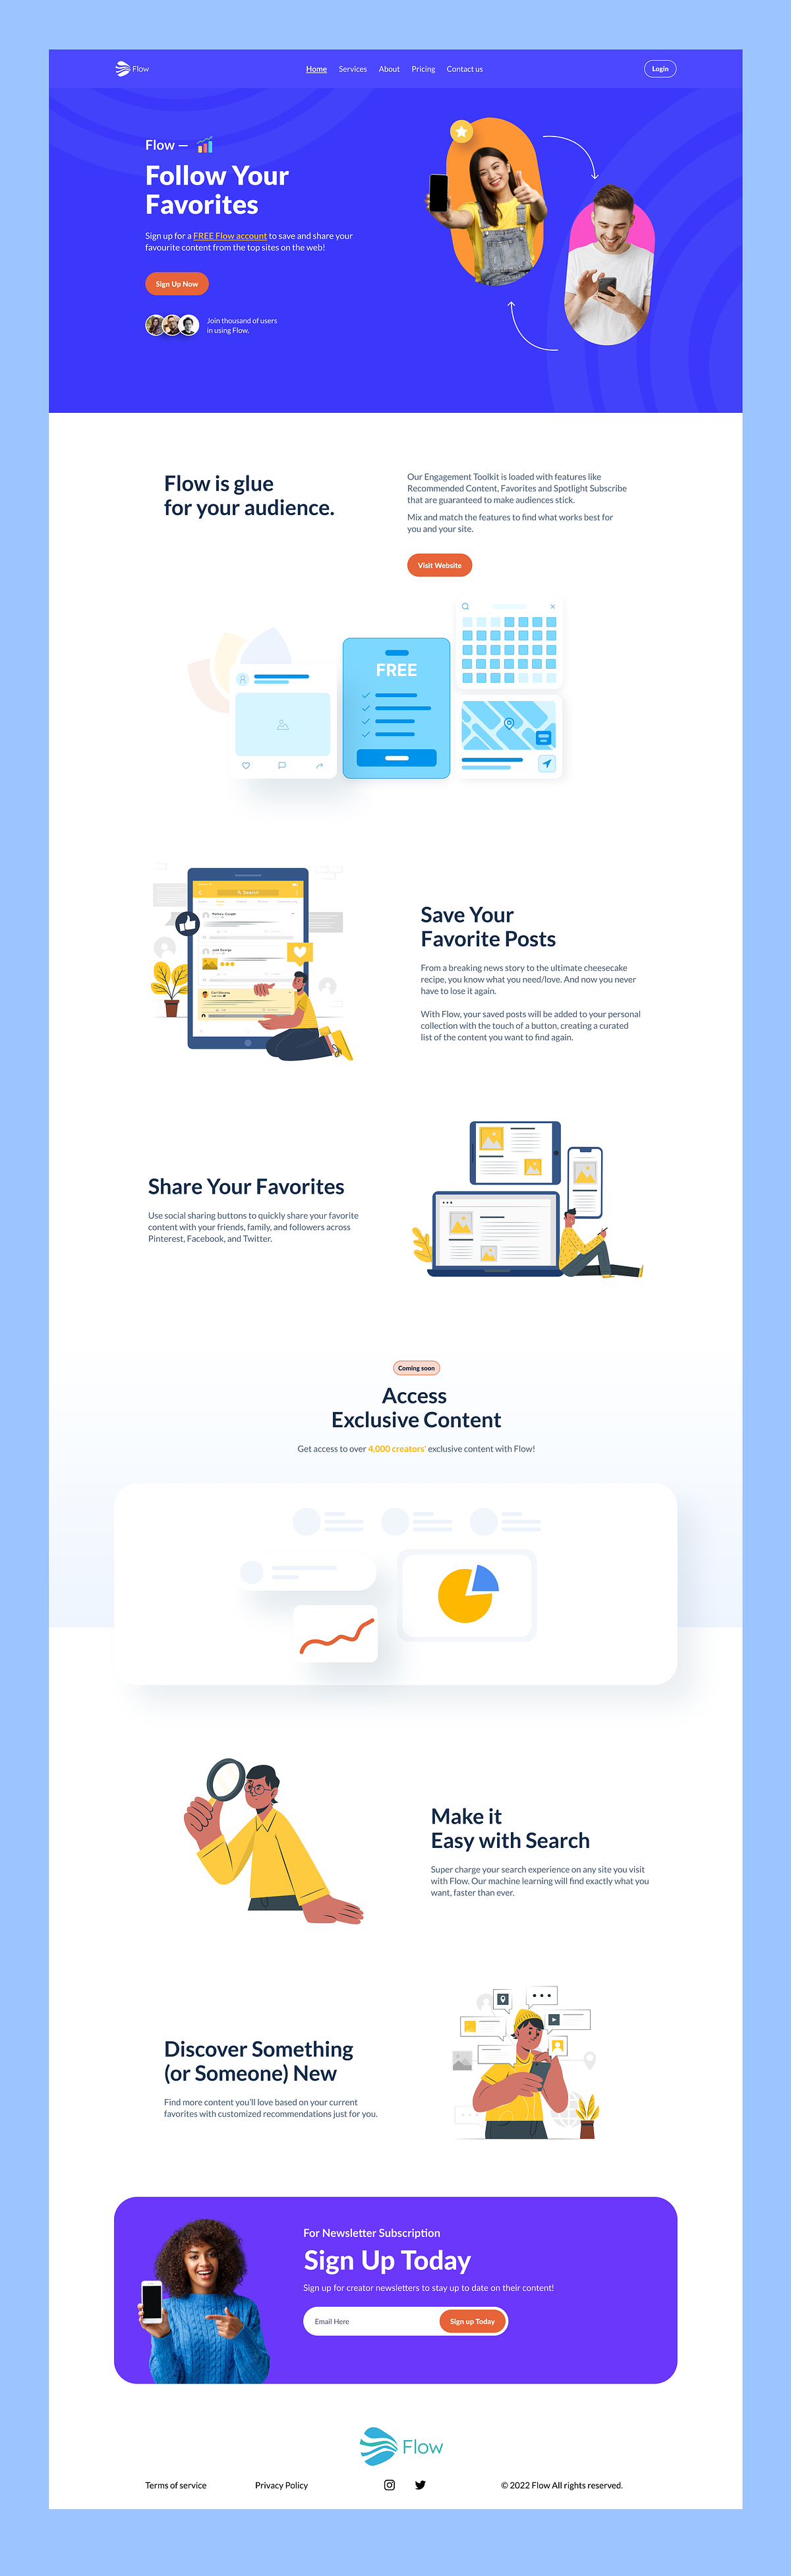 Flow
Home Services About Pricing Contact us
Login
Flow —
Follow Your
Favorites
Sign up for a FREE Flow account to save and share your
favourite content from the top sites on the web!
Sign Up Now
Join thousand of users
in using Flow.
Flow is glue
for your audience.
Our Engagement Toolkit is loaded with features like
Recommended Content, Favorites and Spotlight Subscribe
that are guaranteed to make audiences stick.
Mix and match the features to find what works best for
you and your site.
Visit Website
FREE
Search
Save Your
Favorite Posts
From a breaking news story to the ultimate cheesecake
recipe, you know what you need/love. And now you never
have to lose it again.
With Flow, your saved posts will be added to your personal
collection with the touch of a button, creating a curated
list of the content you want to find again.
Share Your Favorites
Use social sharing buttons to quickly share your favorite
content with your friends, family, and followers across
Pinterest, Facebook, and Twitter.
Coming soon
Access
Exclusive Content
Get access to over 4,000 creators' exclusive content with Flow!
Make it
Easy with Search
Super charge your search experience on any site you visit
with Flow. Our machine learning will find exactly what you
want, faster than ever.
Discover Something
(or Someone) New
Find more content you'll love based on your current
favorites with customized recommendations just for you.
For Newsletter Subscription
Sign Up Today
Sign up for creator newsletters to stay up to date on their content!
Email Here
Sign up Today
Flow
Terms of service
Privacy Policy
© 2022 Flow All rights reserved.